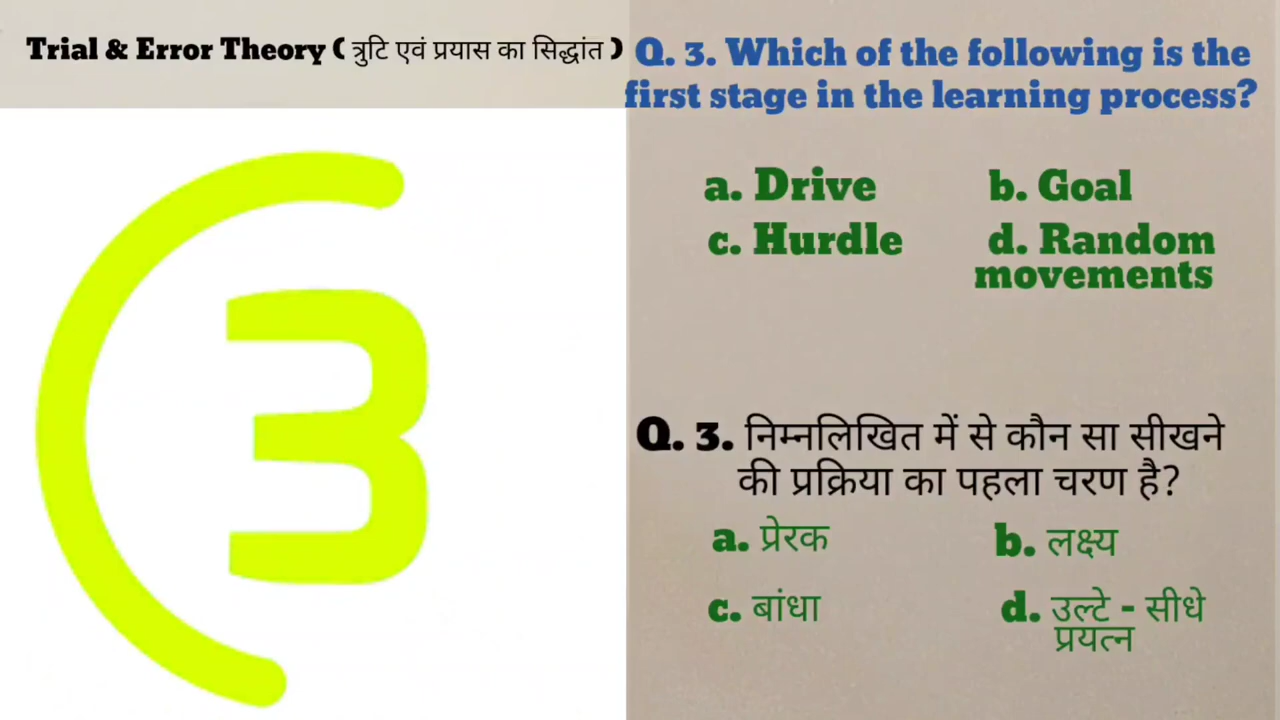 Trial & Error Theory ( त्रुटि एवं प्रयास का सिद्धांत )
3
Q. 3. Which of the following is the
first stage in the learning process?
a. Drive b. Goal
c. Hurdle d. Random
movements
Q. 3. निम्नलिखित में से कौन सा सीखने
की प्रक्रिया का पहला चरण है?
a. प्रेरक b. लक्ष्य
c. बांधा d. उल्टे - सीधे
प्रयत्न